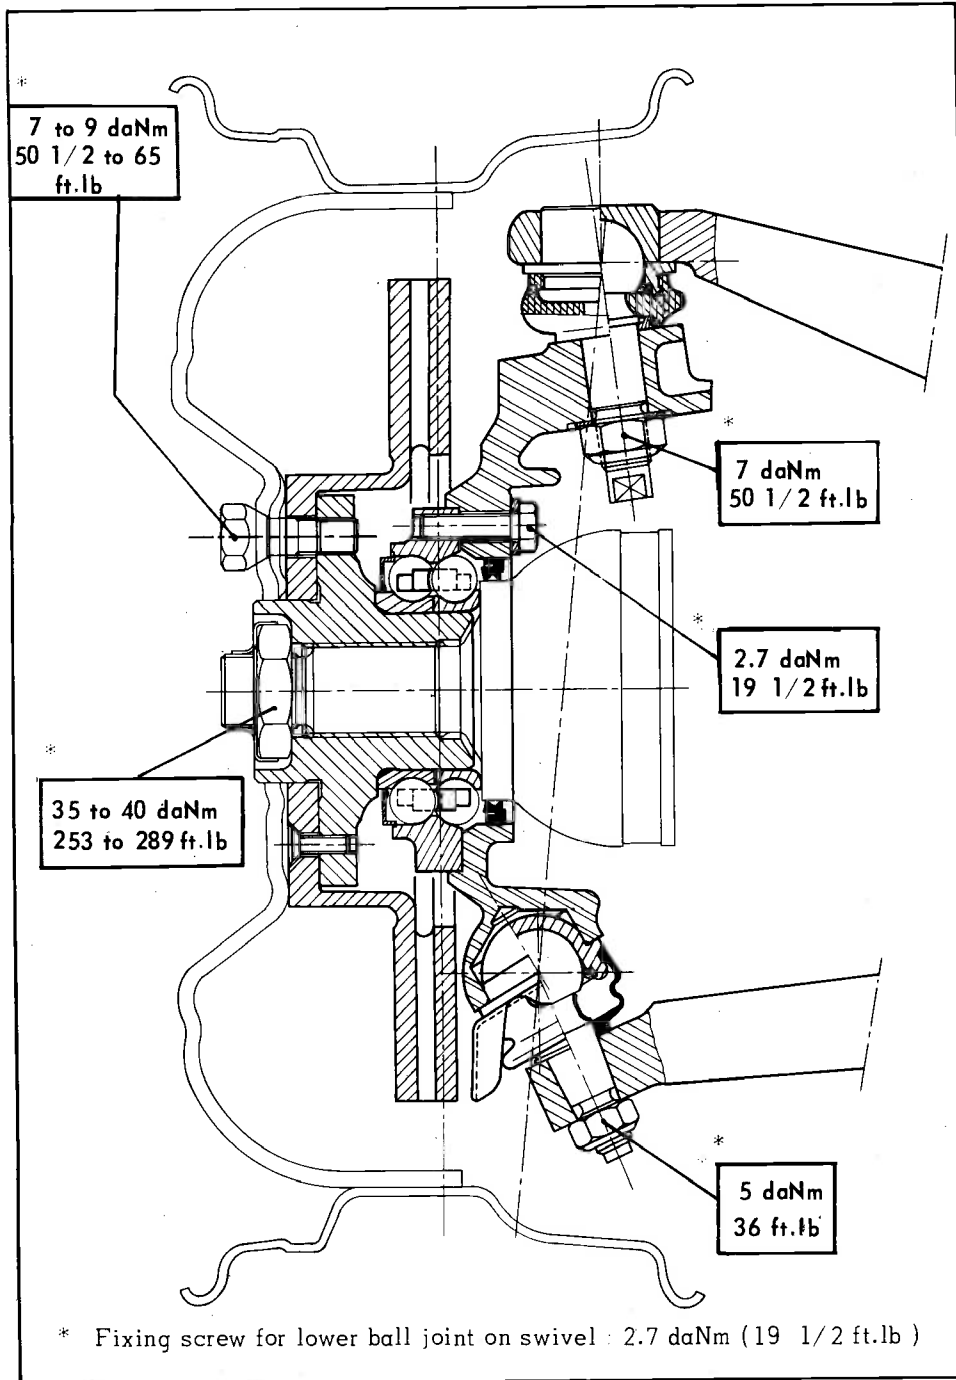 *
7 to 9 daNm
50 1/2 to 65
ft.lb
*
7 daNm
50 1/2 ft.lb
*
2.7 daNm
19 1/2 ft.lb
*
35 to 40 daNm
253 to 289 ft.lb
*
5 daNm
36 ft.lb
* Fixing screw for lower ball joint on swivel : 2.7 daNm (19 1/2 ft.lb )